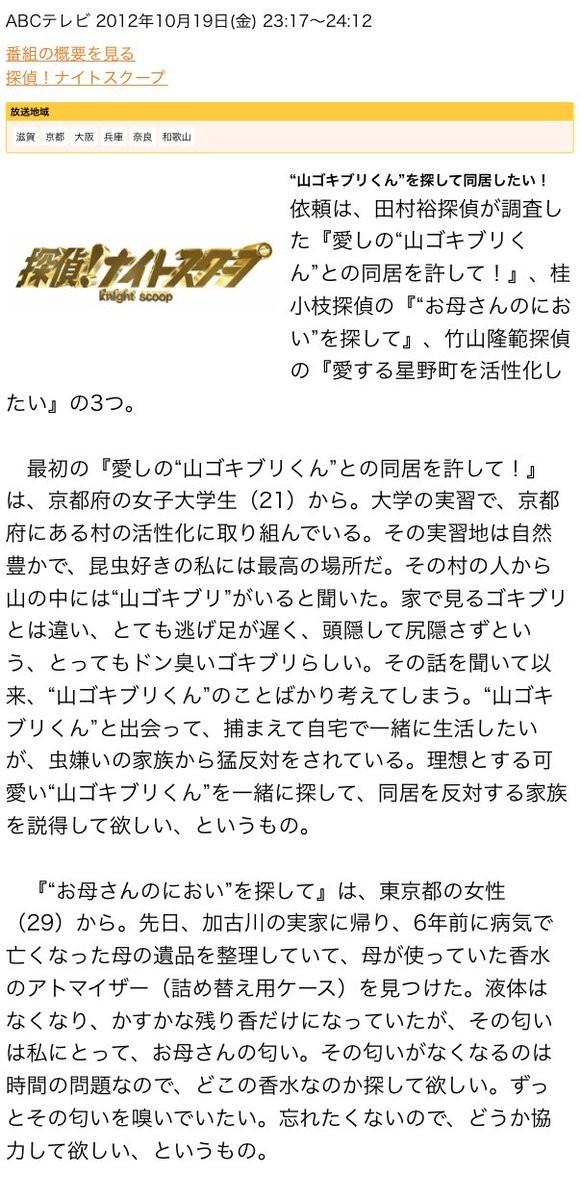 ABCテレビ 2012年10月19日(金) 23:17～24:12
番組の概要を見る
探偵！ナイトスクープ
放送地域
滋賀 京都 大阪 兵庫 奈良 和歌山
探偵!ナイトスクープ
knight scoop
“山ゴキブリくん”を探して同居したい！
依頼は、田村裕探偵が調査し
た『愛しの“山ゴキブリく
ん”との同居を許して！』、桂
小枝探偵の『“お母さんのにお
い”を探して』、竹山隆範探偵
の『愛する星野町を活性化し
たい』の3つ。
最初の『愛しの“山ゴキブリくん”との同居を許して！』
は、京都府の女子大学生（21）から。大学の実習で、京都
府にある村の活性化に取り組んでいる。その実習地は自然
豊かで、昆虫好きの私には最高の場所だ。その村の人から
山の中には“山ゴキブリ”がいると聞いた。家で見るゴキブリ
とは違い、とても逃げ足が遅く、頭隠して尻隠さずとい
う、とってもドン臭いゴキブリらしい。その話を聞いて以
来、“山ゴキブリくん”のことばかり考えてしまう。“山ゴキ
ブリくん”と出会って、捕まえて自宅で一緒に生活したい
が、虫嫌いの家族から猛反対をされている。理想とする可
愛い“山ゴキブリくん”を一緒に探して、同居を反対する家族
を説得して欲しい、というもの。
『“お母さんのにおい”を探して』は、東京都の女性
（29）から。先日、加古川の実家に帰り、6年前に病気で
亡くなった母の遺品を整理していて、母が使っていた香水
のアトマイザー（詰め替え用ケース）を見つけた。液体は
なくなり、かすかな残り香だけになっていたが、その匂い
は私にとって、お母さんの匂い。その匂いがなくなるのは
時間の問題なので、どこの香水なのか探して欲しい。ずっ
とその匂いを嗅いでいたい。忘れたくないので、どうか協
力して欲しい、というもの。